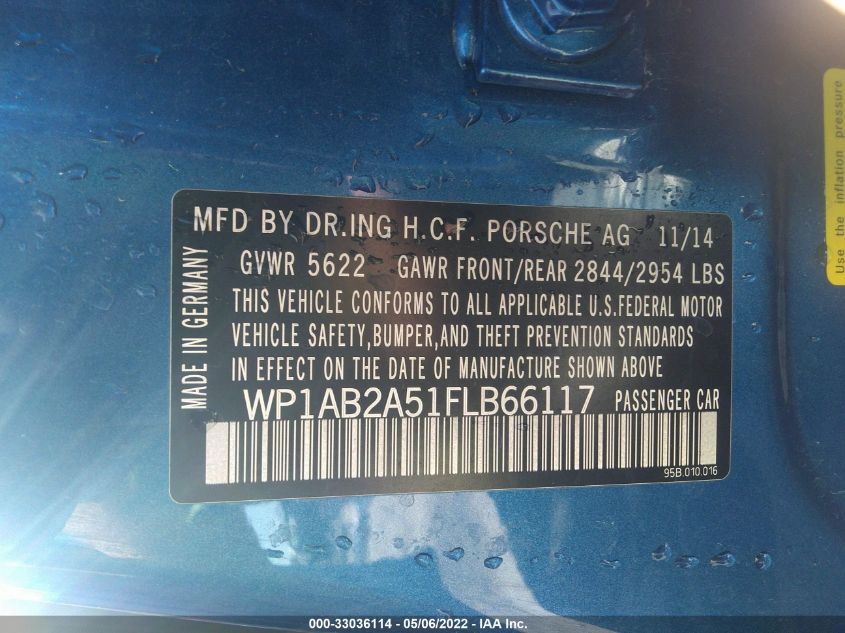 MFD BY DR.ING H.C.F. PORSCHE AG 11/14
GVWR 5622 GAWR FRONT/REAR 2844/2954 LBS
THIS VEHICLE CONFORMS TO ALL APPLICABLE U.S.FEDERAL MOTOR
VEHICLE SAFETY,BUMPER,AND THEFT PREVENTION STANDARDS
IN EFFECT ON THE DATE OF MANUFACTURE SHOWN ABOVE
WP1AB2A51FLB66117 PASSENGER CAR
95B.010.016
MADE IN GERMANY
Use the inflation pressure
000-33036114 - 05/06/2022 - IAA Inc.